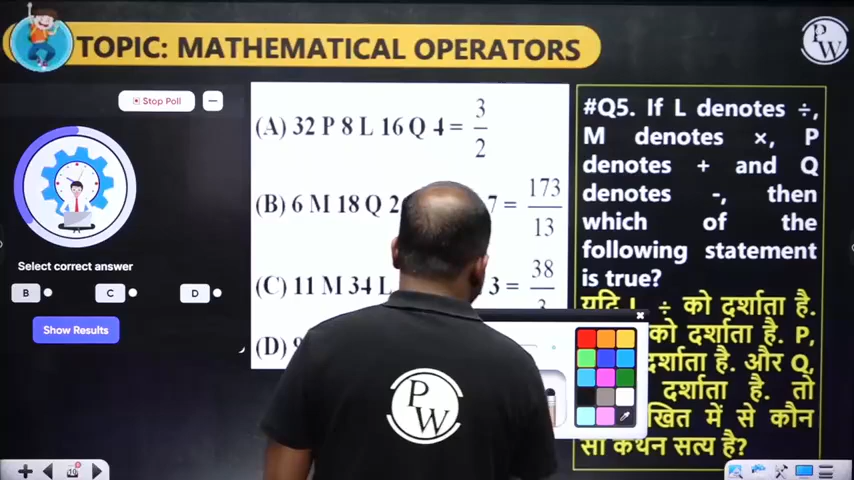 TOPIC: MATHEMATICAL OPERATORS
PW
Stop Poll
Select correct answer
B
C
D
Show Results
(A) 32 P 8 L 16 Q 4 = 3/2
(B) 6 M 18 Q 2 7 = 173/13
(C) 11 M 34 L 3 = 38/3
(D) 9
#Q5. If L denotes ÷,
M denotes ×, P
denotes + and Q
denotes -, then
which of the
following statement
is true?
यदि L ÷ को दर्शाता है.
को दर्शाता है. P,
दर्शाता है. और Q,
दर्शाता है. तो
में से कौन
सा कथन सत्य है?
PW